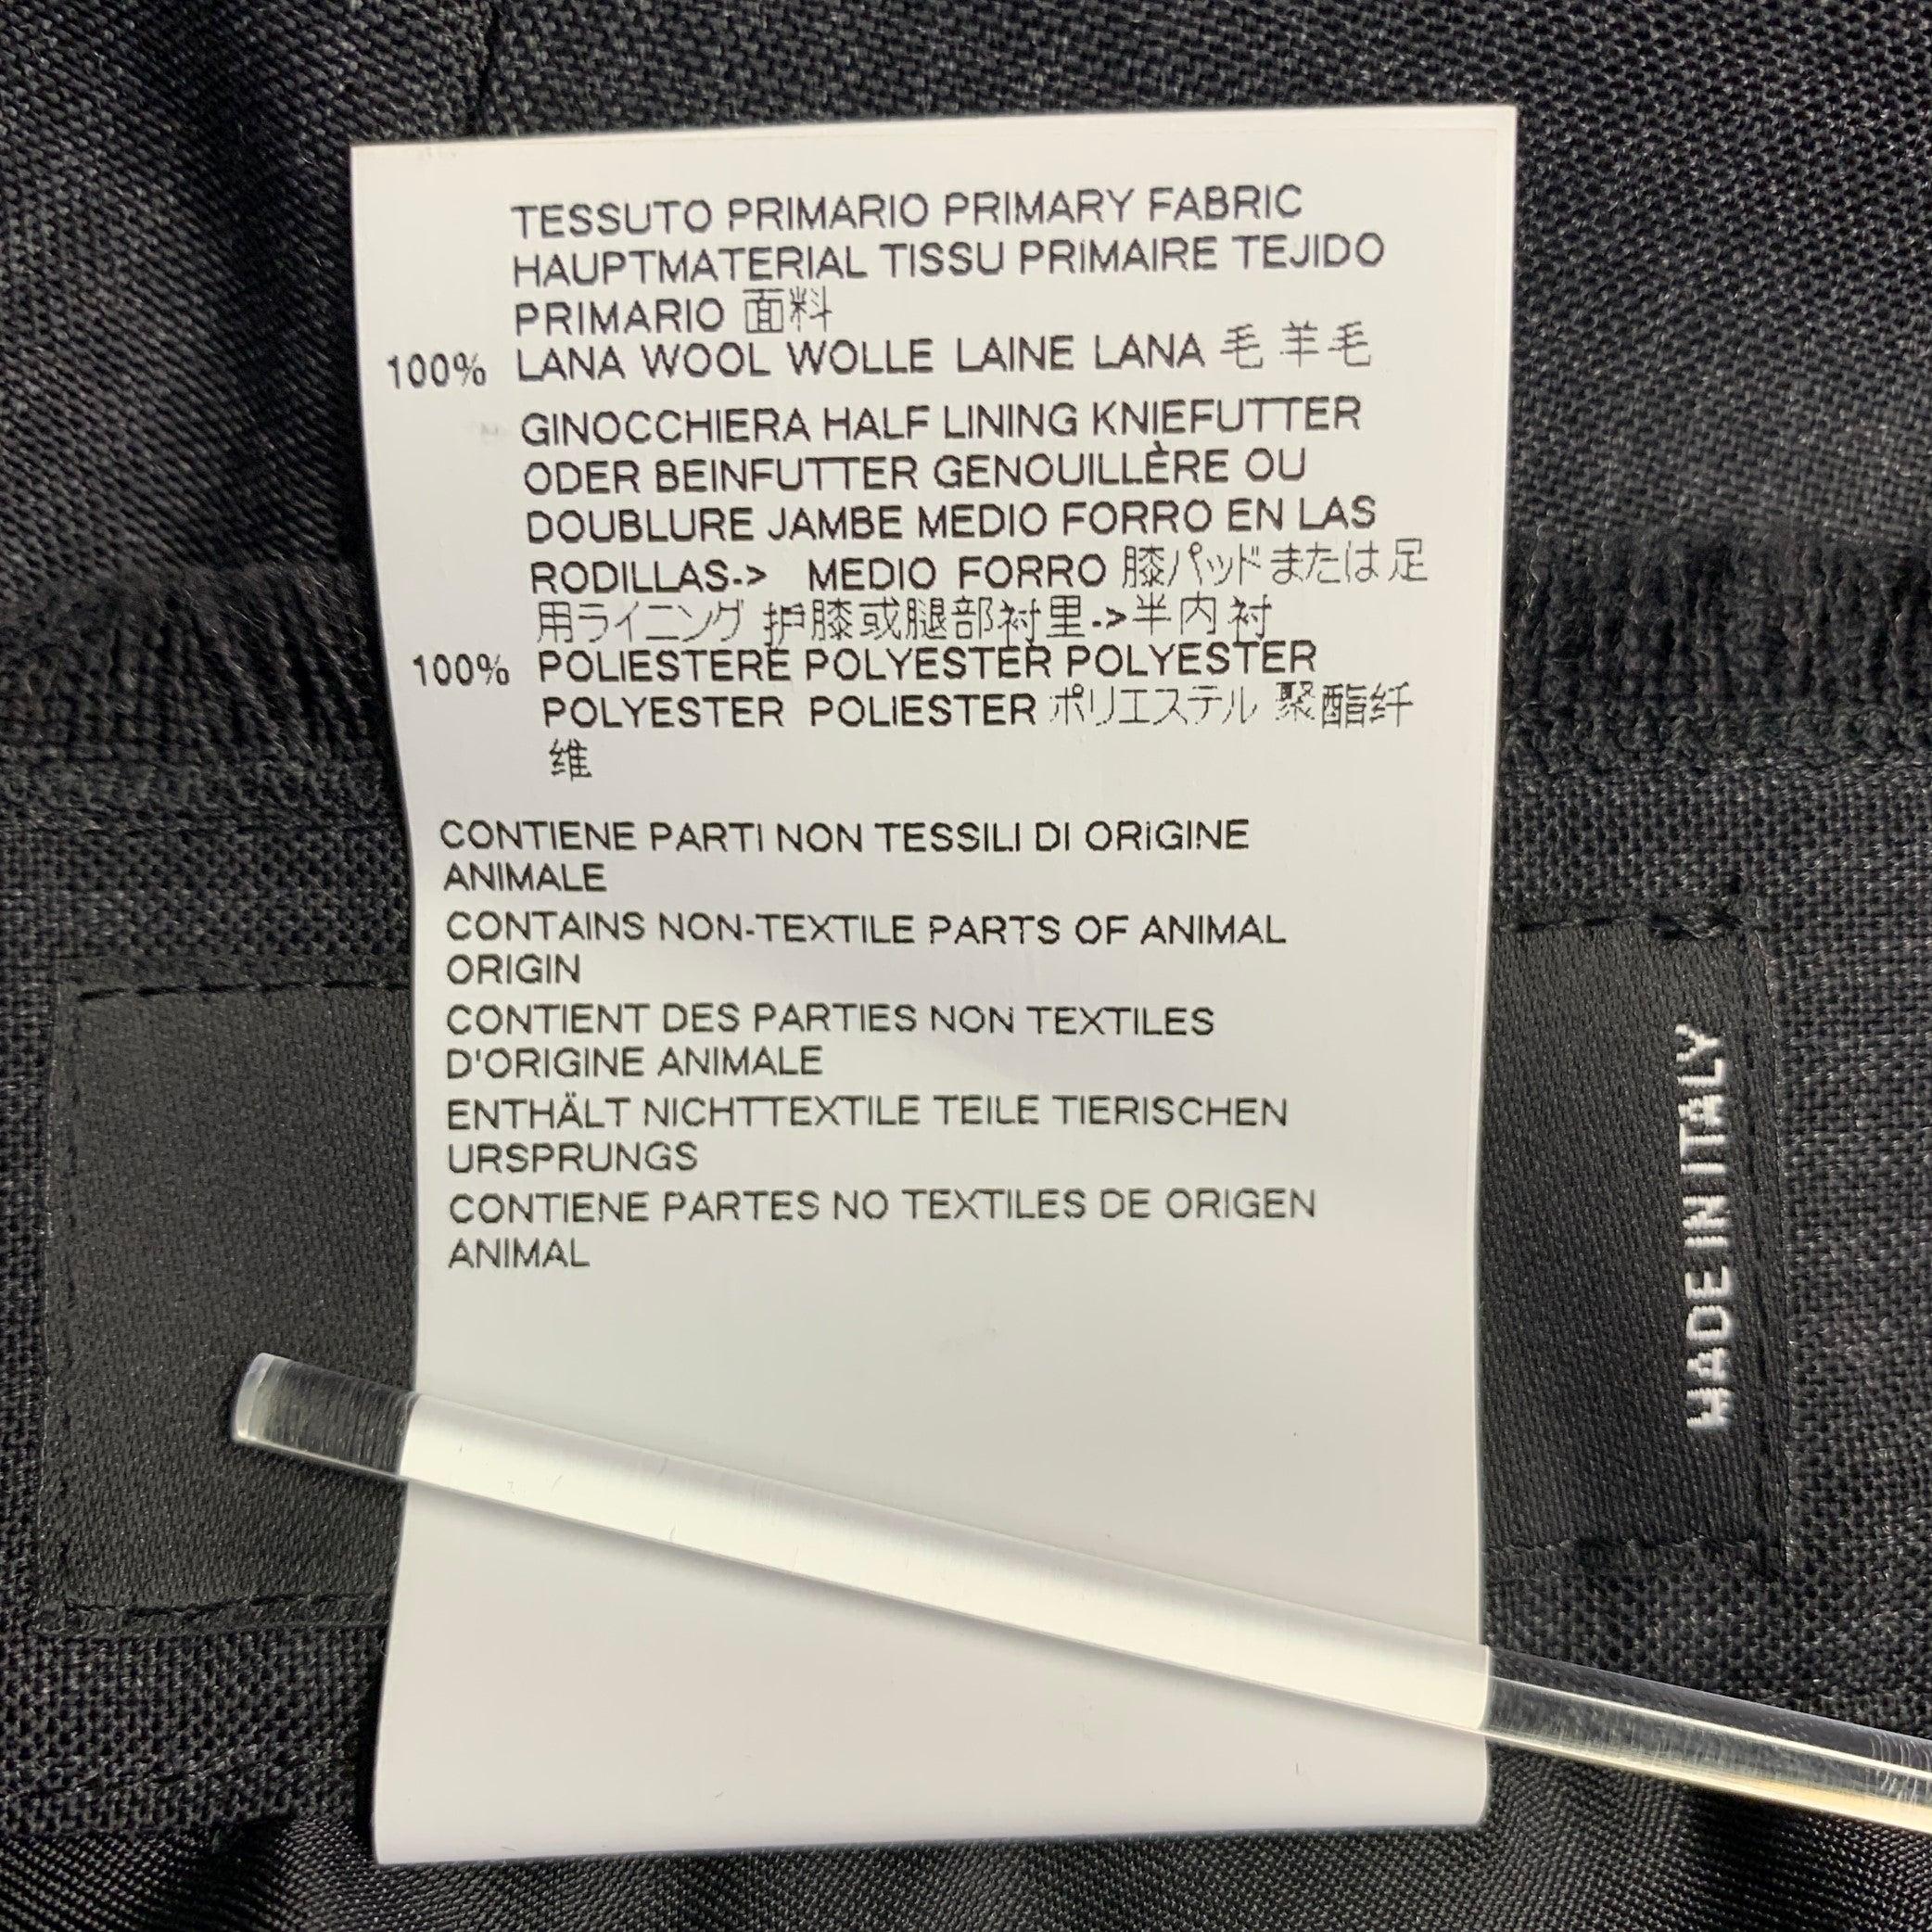 TESSUTO PRIMARIO PRIMARY FABRIC
HAUPTMATERIAL TISSU PRIMAIRE TEJIDO
PRIMARIO 面料
100% LANA WOOL WOLLE LAINE LANA 毛 羊毛
GINOCCHIERA HALF LINING KNIEFUTTER
ODER BEINFUTTER GENOUILLÈRE OU
DOUBLURE JAMBE MEDIO FORRO EN LAS
RODILLAS-> MEDIO FORRO 膝パッドまたは足
用ライニング 护膝或腿部衬里->半内衬
100% POLIESTERE POLYESTER POLYESTER
POLYESTER POLIESTER ポリエステル 聚酯纤
维
CONTIENE PARTI NON TESSILI DI ORIGINE
ANIMALE
CONTAINS NON-TEXTILE PARTS OF ANIMAL
ORIGIN
CONTIENT DES PARTIES NON TEXTILES
D'ORIGINE ANIMALE
ENTHÄLT NICHTTEXTILE TEILE TIERISCHEN
URSPRUNGS
CONTIENE PARTES NO TEXTILES DE ORIGEN
ANIMAL
MADE IN ITALY